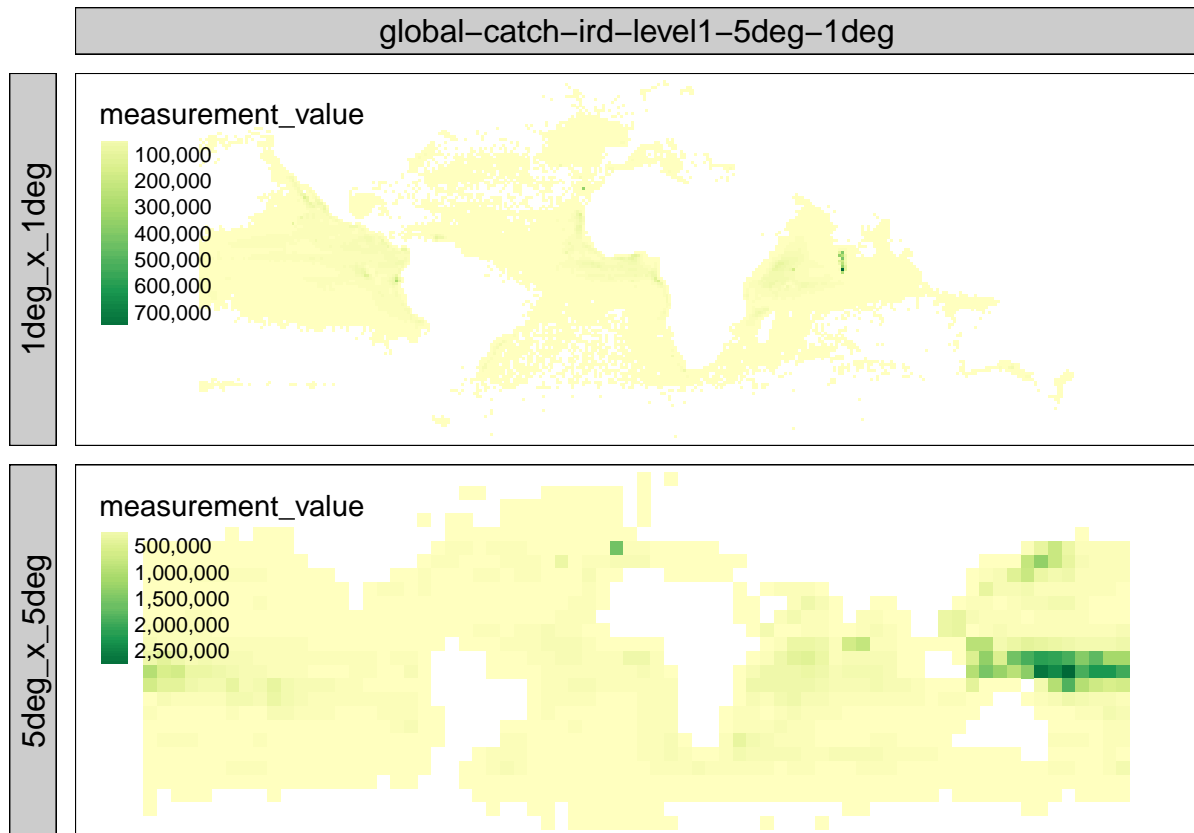 global−catch−ird−level1−5deg−1deg
1deg_x_1deg
measurement_value
100,000
200,000
300,000
400,000
500,000
600,000
700,000
5deg_x_5deg
measurement_value
500,000
1,000,000
1,500,000
2,000,000
2,500,000